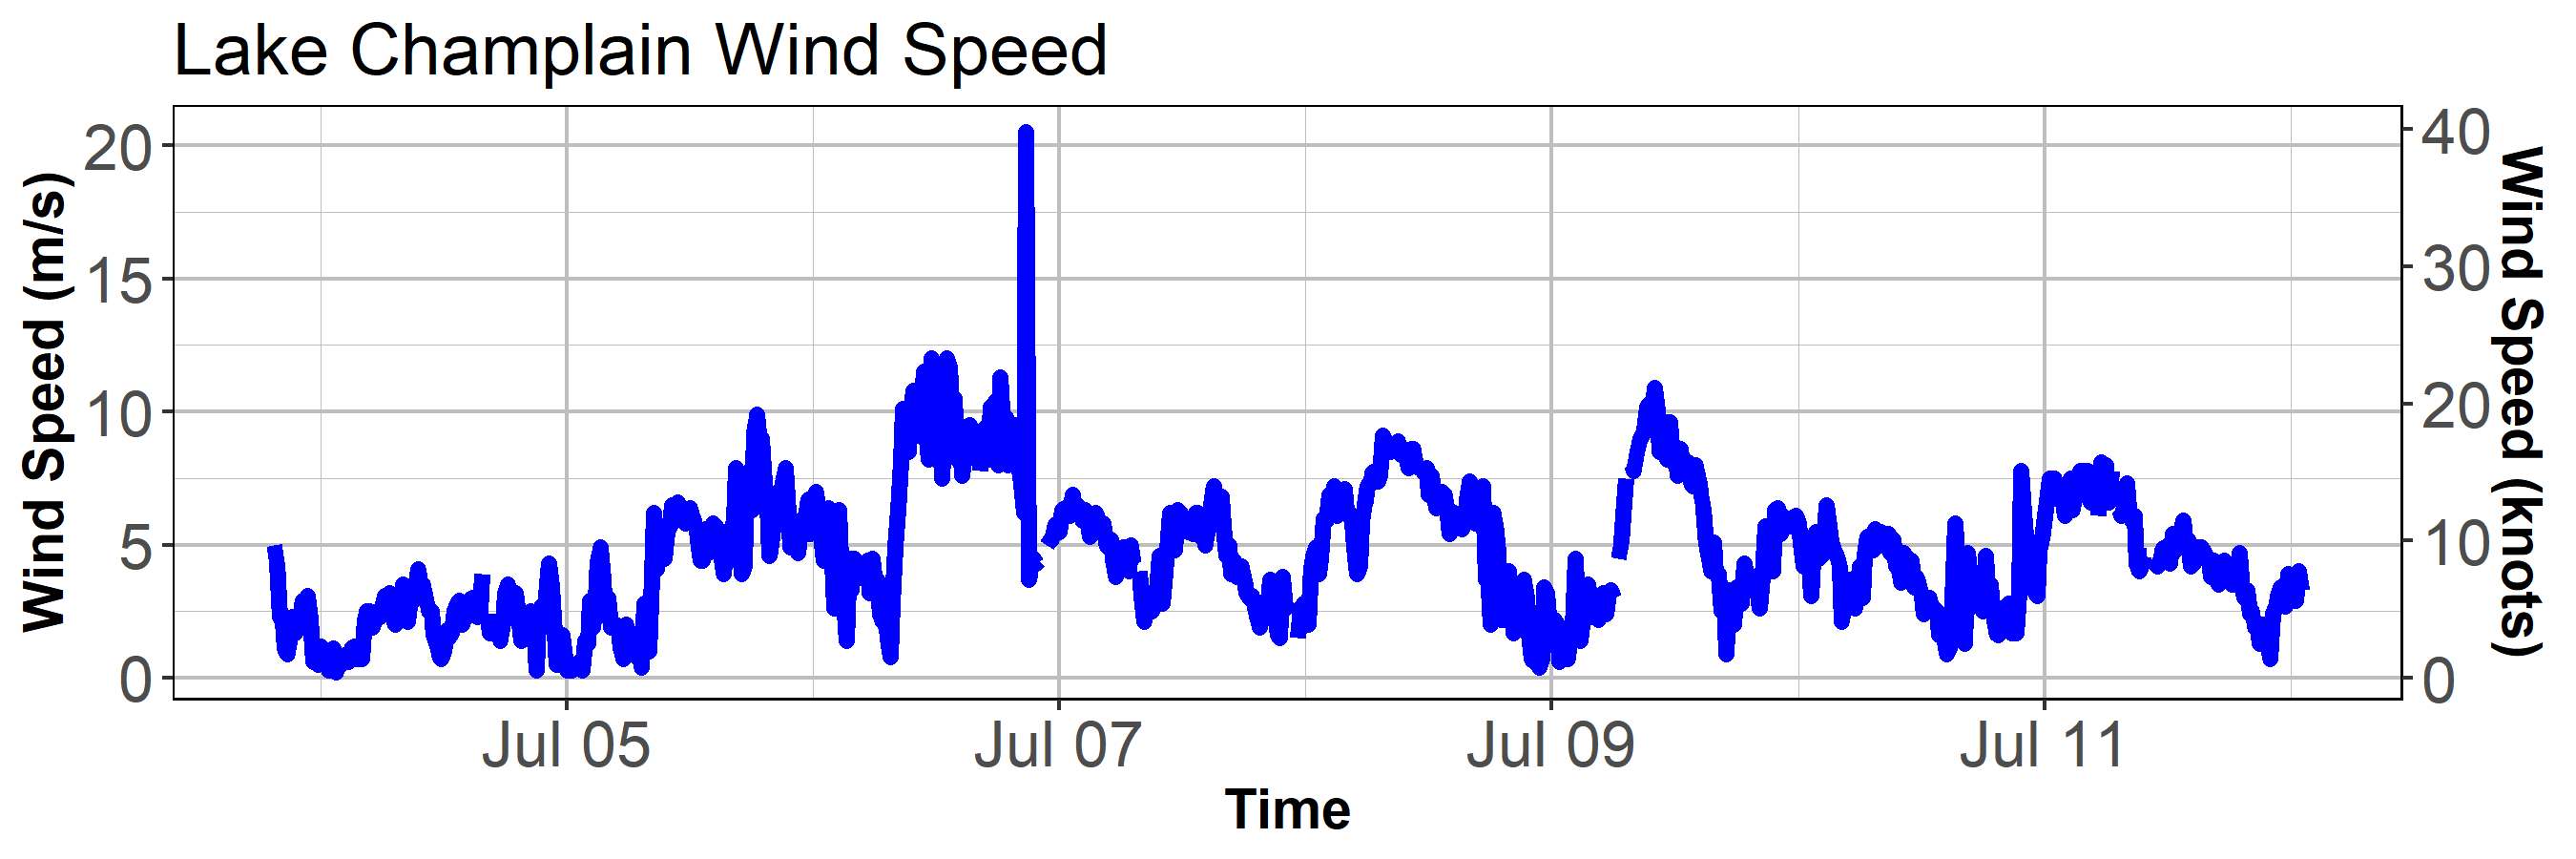 Lake Champlain Wind Speed
Wind Speed (m/s)
20
15
10
5
0
40
30
20
10
0
Wind Speed (knots)
Jul 05
Jul 07
Jul 09
Jul 11
Time